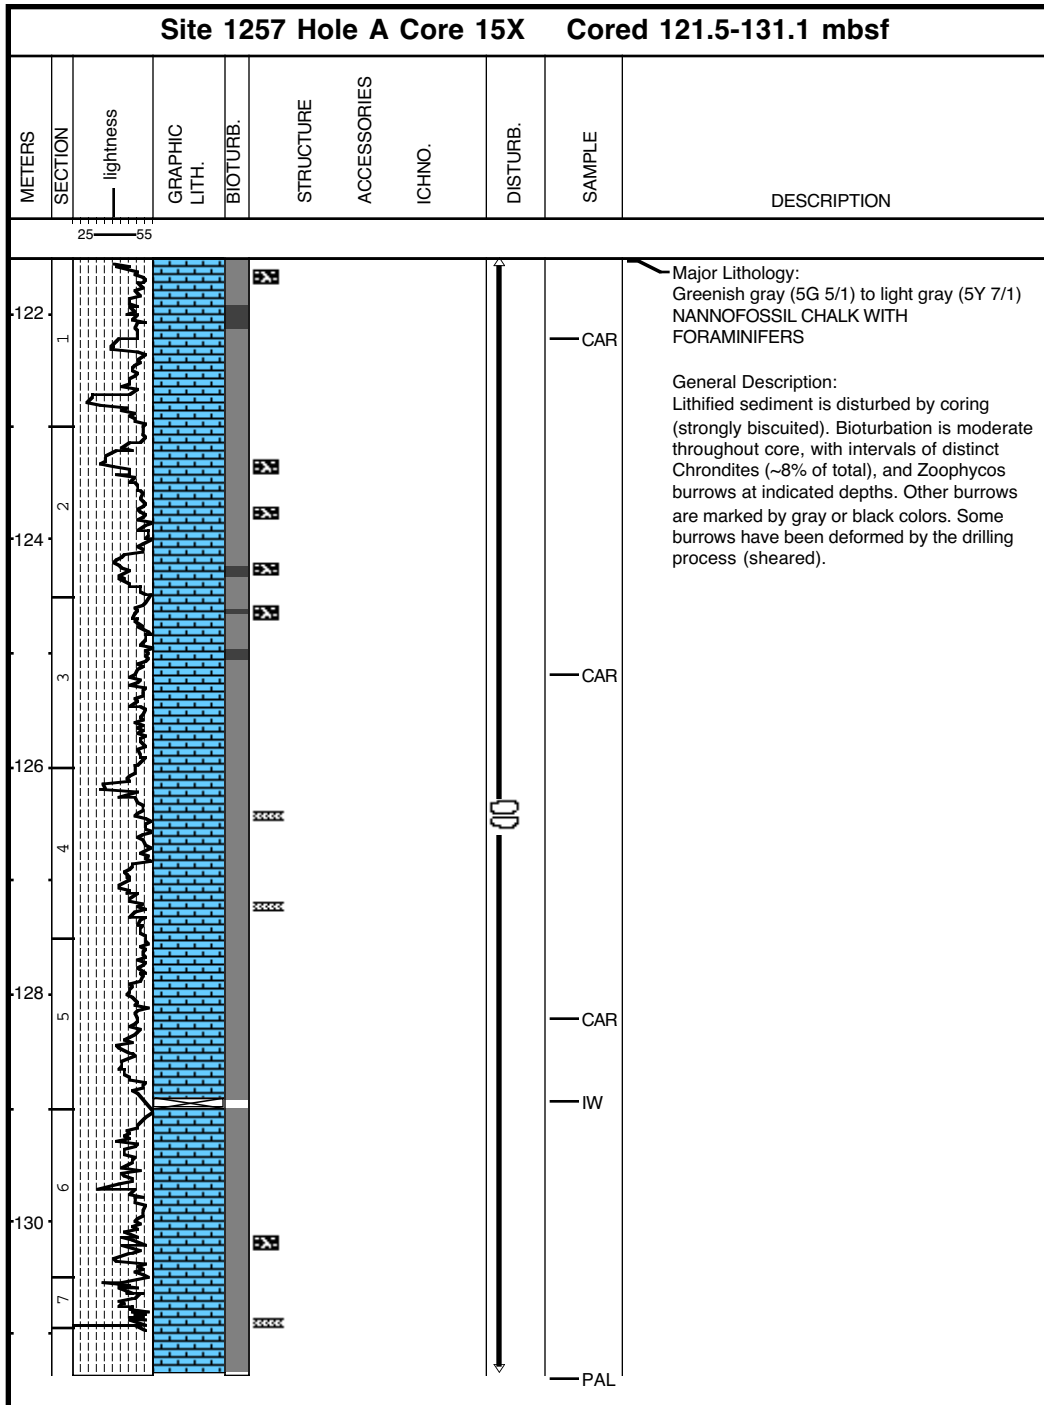 Site 1257 Hole A Core 15X Cored 121.5-131.1 mbsf
METERS
SECTION
lightness
GRAPHIC
LITH.
BIOTURB.
STRUCTURE
ACCESSORIES
ICHNO.
DISTURB.
SAMPLE
DESCRIPTION
25 55
Major Lithology:
Greenish gray (5G 5/1) to light gray (5Y 7/1)
NANNOFOSSIL CHALK WITH
FORAMINIFERS
General Description:
Lithified sediment is disturbed by coring
(strongly biscuited). Bioturbation is moderate
throughout core, with intervals of distinct
Chrondites (~8% of total), and Zoophycos
burrows at indicated depths. Other burrows
are marked by gray or black colors. Some
burrows have been deformed by the drilling
process (sheared).
122
1
CAR
2
124
3
CAR
126
4
128
5
CAR
IW
6
130
7
PAL